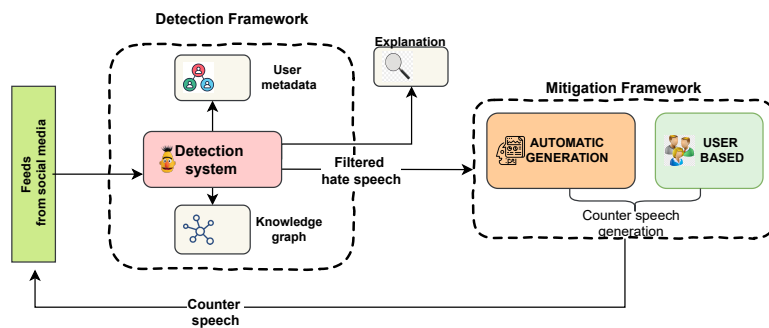 Detection Framework
User
metadata
Explanation
Mitigation Framework
Feeds
from social media
Detection
system
Filtered
hate speech
AUTOMATIC
GENERATION
USER
BASED
Knowledge
graph
Counter speech
generation
Counter
speech